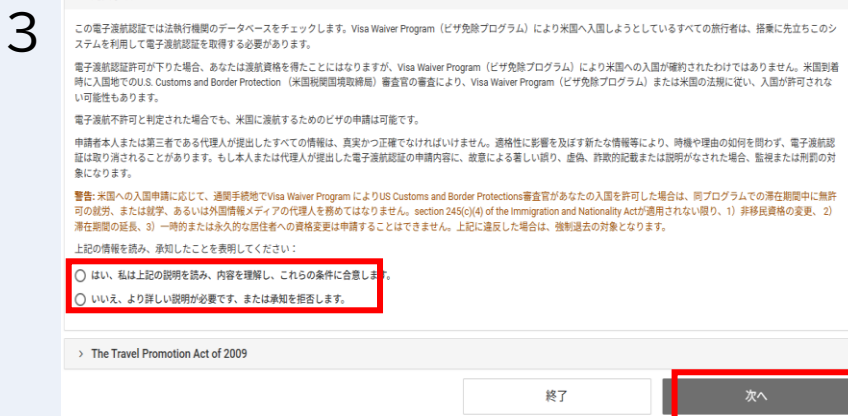 3
この電子渡航認証では法執行機関のデータベースをチェックします。Visa Waiver Program（ビザ免除プログラム）により米国へ入国しようとしているすべての旅行者は、搭乗に先立ちこのシ
ステムを利用して電子渡航認証を取得する必要があります。
電子渡航認証許可が下りた場合、あなたは渡航資格を得たことにはなりますが、Visa Waiver Program（ビザ免除プログラム）により米国への入国が確約されたわけではありません。米国到着
時に入国地でのU.S. Customs and Border Protection （米国税関国境取締局）審査官の審査により、Visa Waiver Program（ビザ免除プログラム）または米国の法規に従い、入国が許可されな
い可能性もあります。
電子渡航不許可と判定された場合でも、米国に渡航するためのビザの申請は可能です。
申請者本人または第三者である代理人が提出したすべての情報は、真実かつ正確でなければいけません。適格性に影響を及ぼす新たな情報等により、時機や理由の如何を問わず、電子渡航認
証は取り消されることがあります。もし本人または代理人が提出した電子渡航認証の申請内容に、故意による著しい誤り、虚偽、詐欺的記載または説明がなされた場合、監視または刑罰の対
象になります。
警告: 米国への入国申請に応じて、通関手続地でVisa Waiver Program によりUS Customs and Border Protections審査官があなたの入国を許可した場合は、同プログラムでの滞在期間中に無許
可の就労、または就学、あるいは外国情報メディアの代理人を務めてはなりません。section 245(c)(4) of the Immigration and Nationality Actが適用されない限り、1）非移民資格の変更、 2）
滞在期間の延長、3）一時的または永久的な居住者への資格変更は申請することはできません。上記に違反した場合は、強制退去の対象となります。
上記の情報を読み、承知したことを表明してください：
はい、私は上記の説明を読み、内容を理解し、これらの条件に合意します。
いいえ、より詳しい説明が必要です、または承知を拒否します。
> The Travel Promotion Act of 2009
終了
次へ